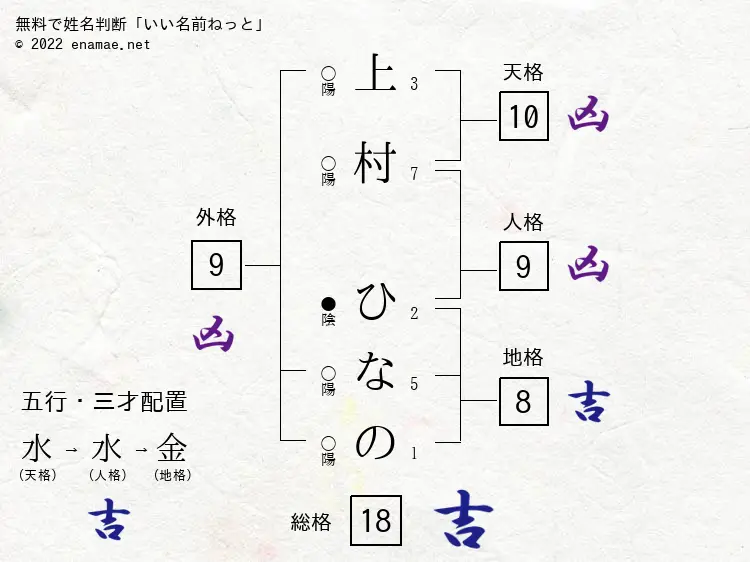 無料で姓名判断「いい名前ねっと」
© 2022 enamae.net
天格
10 凶
○陽 上 3
○陽 村 7
外格
9
凶
人格
9 凶
●陰 ひ 2
○陽 な 5
○陽 の 1
地格
8 吉
五行・三才配置
水 → 水 → 金
(天格) (人格) (地格)
吉
総格 18 吉